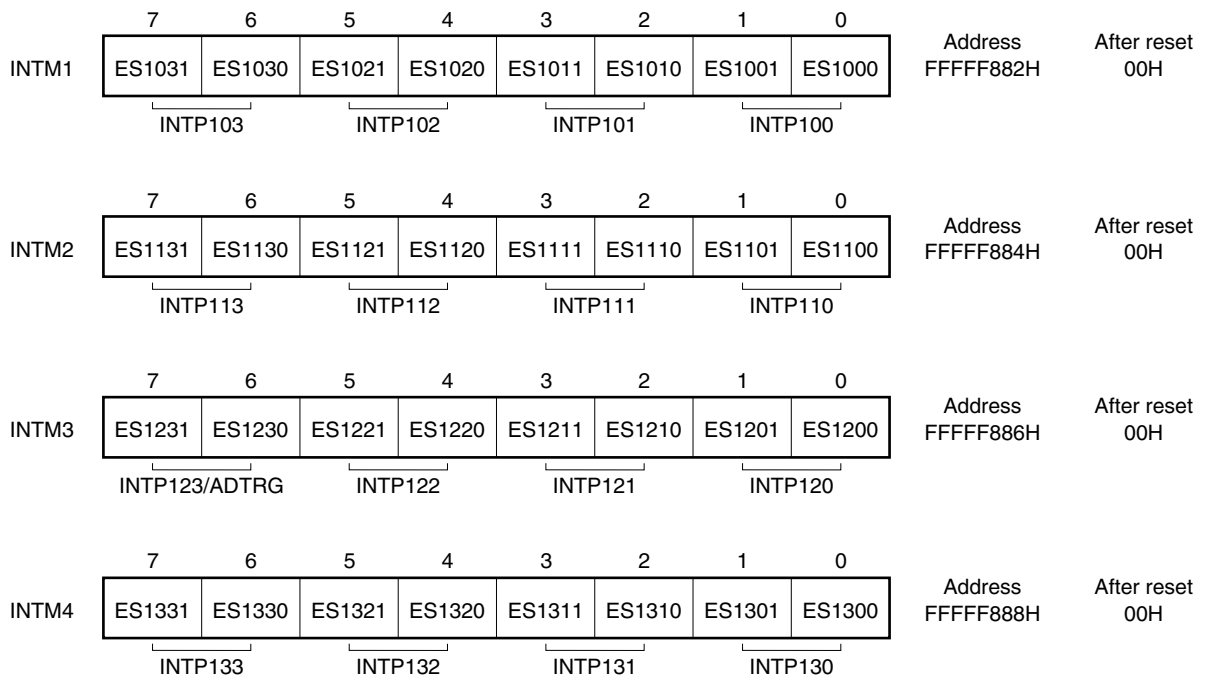 7 6 5 4 3 2 1 0
INTM1 ES1031 ES1030 ES1021 ES1020 ES1011 ES1010 ES1001 ES1000 Address FFFFF882H After reset 00H
INTP103 INTP102 INTP101 INTP100
7 6 5 4 3 2 1 0
INTM2 ES1131 ES1130 ES1121 ES1120 ES1111 ES1110 ES1101 ES1100 Address FFFFF884H After reset 00H
INTP113 INTP112 INTP111 INTP110
7 6 5 4 3 2 1 0
INTM3 ES1231 ES1230 ES1221 ES1220 ES1211 ES1210 ES1201 ES1200 Address FFFFF886H After reset 00H
INTP123/ADTRG INTP122 INTP121 INTP120
7 6 5 4 3 2 1 0
INTM4 ES1331 ES1330 ES1321 ES1320 ES1311 ES1310 ES1301 ES1300 Address FFFFF888H After reset 00H
INTP133 INTP132 INTP131 INTP130